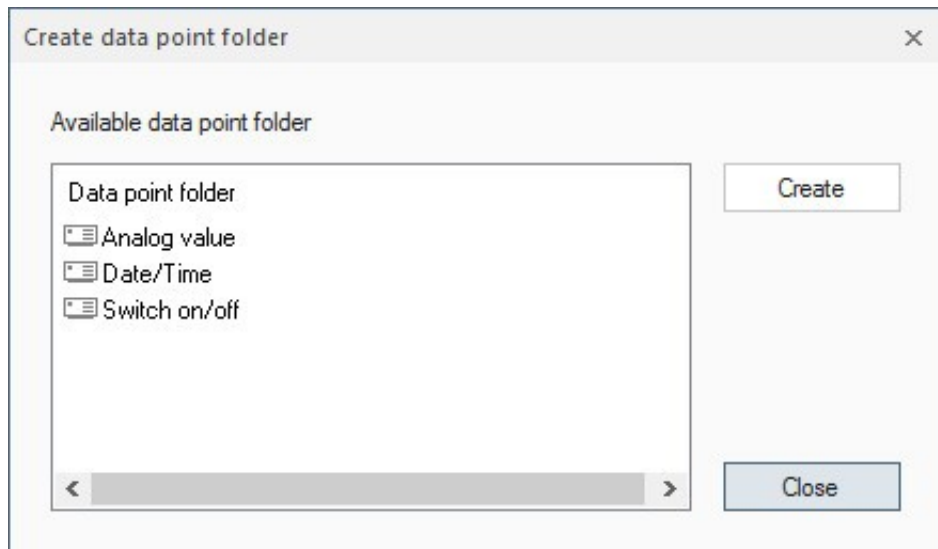 Create data point folder
Available data point folder
Data point folder
Create
Analog value
Date/Time
Switch on/off
Close